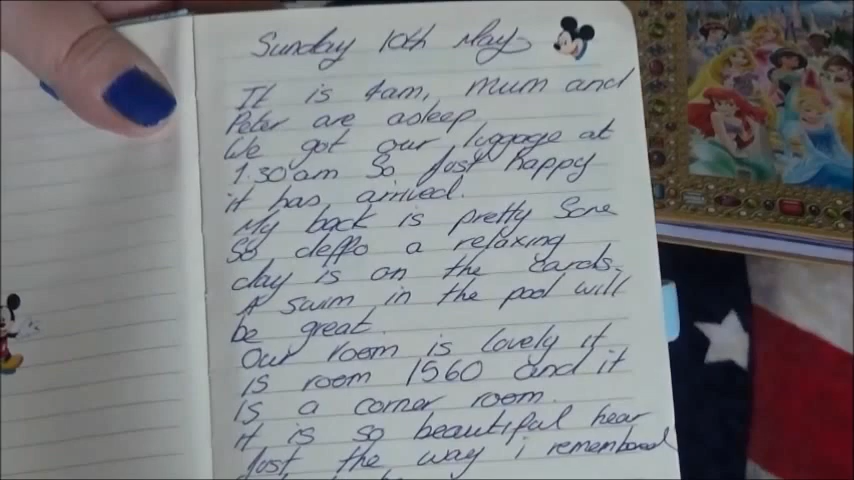 Sunday 10th May
It is 4am, mum and
Peter are asleep
We got our luggage at
1.30am So Just happy
it has arrived.
My back is pretty Sore
So deffo a relaxing
day is on the cards.
A swim in the pool will
be great.
Our room is lovely it
is room 1560 and it
is a corner room.
it is so beautiful hear
Just the way i remembered